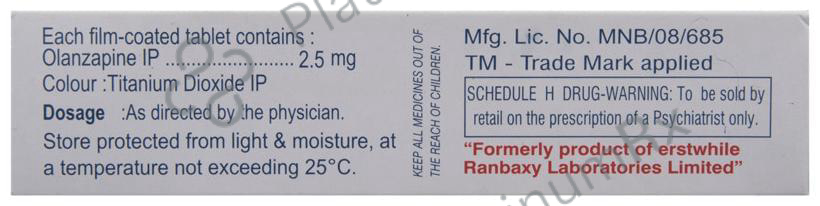 Each film-coated tablet contains :
Olanzapine IP ........................ 2.5 mg
Colour :Titanium Dioxide IP
Dosage :As directed by the physician.
Store protected from light & moisture, at
a temperature not exceeding 25°C.
KEEP ALL MEDICINES OUT OF
THE REACH OF CHILDREN.
Mfg. Lic. No. MNB/08/685
TM - Trade Mark applied
SCHEDULE H DRUG-WARNING: To be sold by
retail on the prescription of a Psychiatrist only.
"Formerly product of erstwhile
Ranbaxy Laboratories Limited"